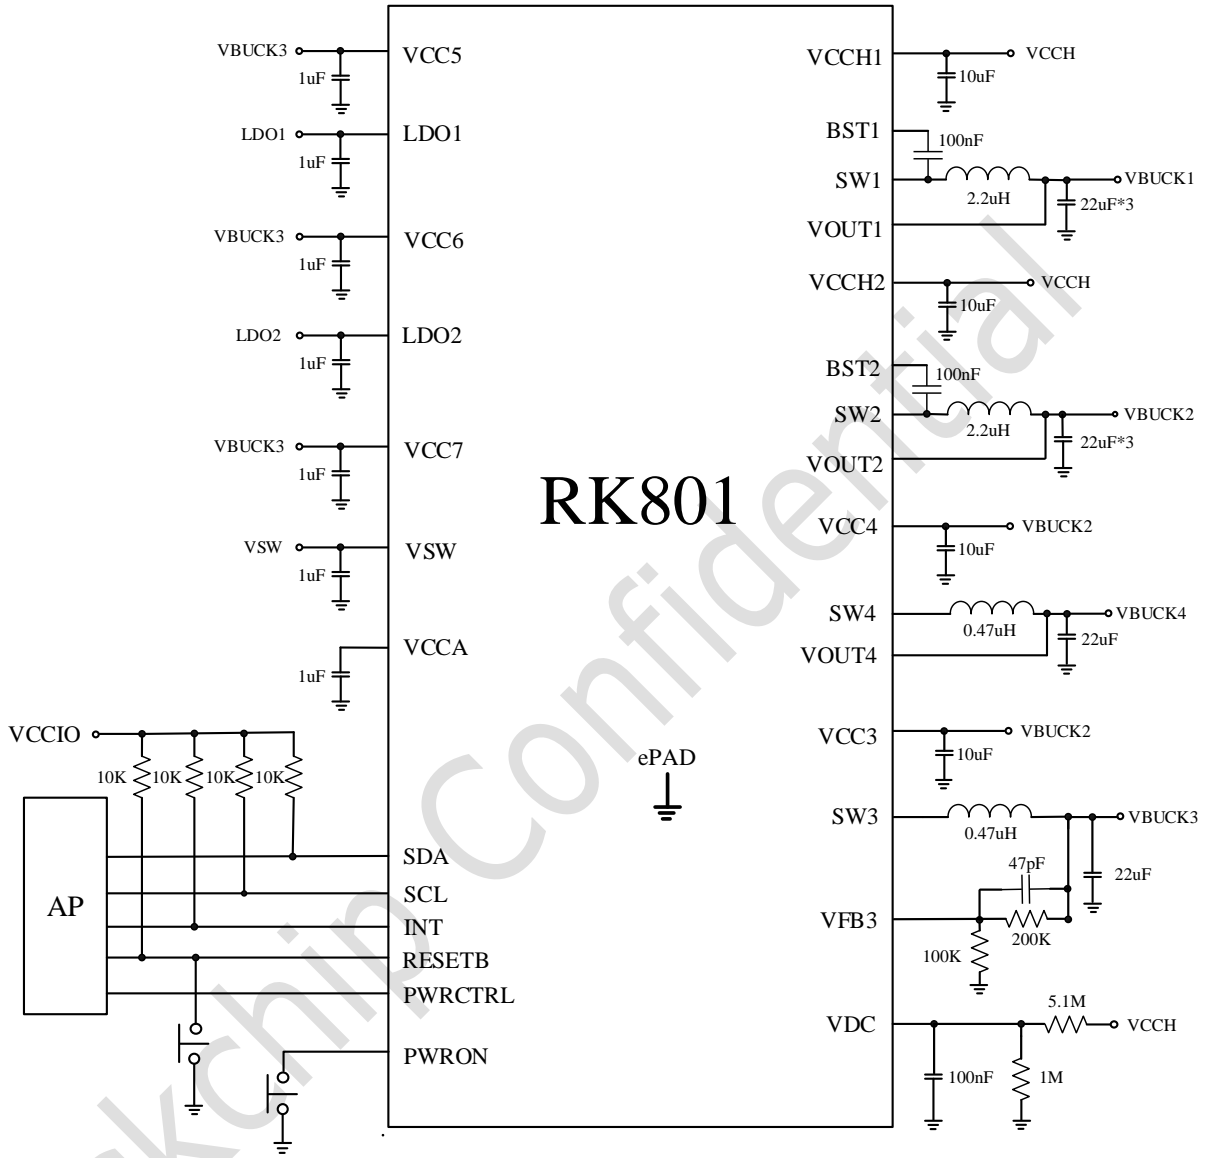 VBUCK3
1uF
VCC5
LDO1
1uF
LDO1
VBUCK3
1uF
VCC6
LDO2
1uF
LDO2
VBUCK3
1uF
VCC7
VSW
1uF
VSW
1uF
VCCA
VCCIO
10K
10K
10K
10K
AP
SDA
SCL
INT
RESETB
PWRCTRL
PWRON
RK801
ePAD
VCCH1
10uF
VCCH
BST1
100nF
SW1
2.2uH
VBUCK1
22uF*3
VOUT1
VCCH2
10uF
VCCH
BST2
100nF
SW2
2.2uH
VBUCK2
22uF*3
VOUT2
VCC4
10uF
VBUCK2
SW4
0.47uH
VBUCK4
22uF
VOUT4
VCC3
10uF
VBUCK2
SW3
0.47uH
VBUCK3
47pF
22uF
VFB3
200K
100K
VDC
5.1M
VCCH
100nF
1M
skchip Confidential